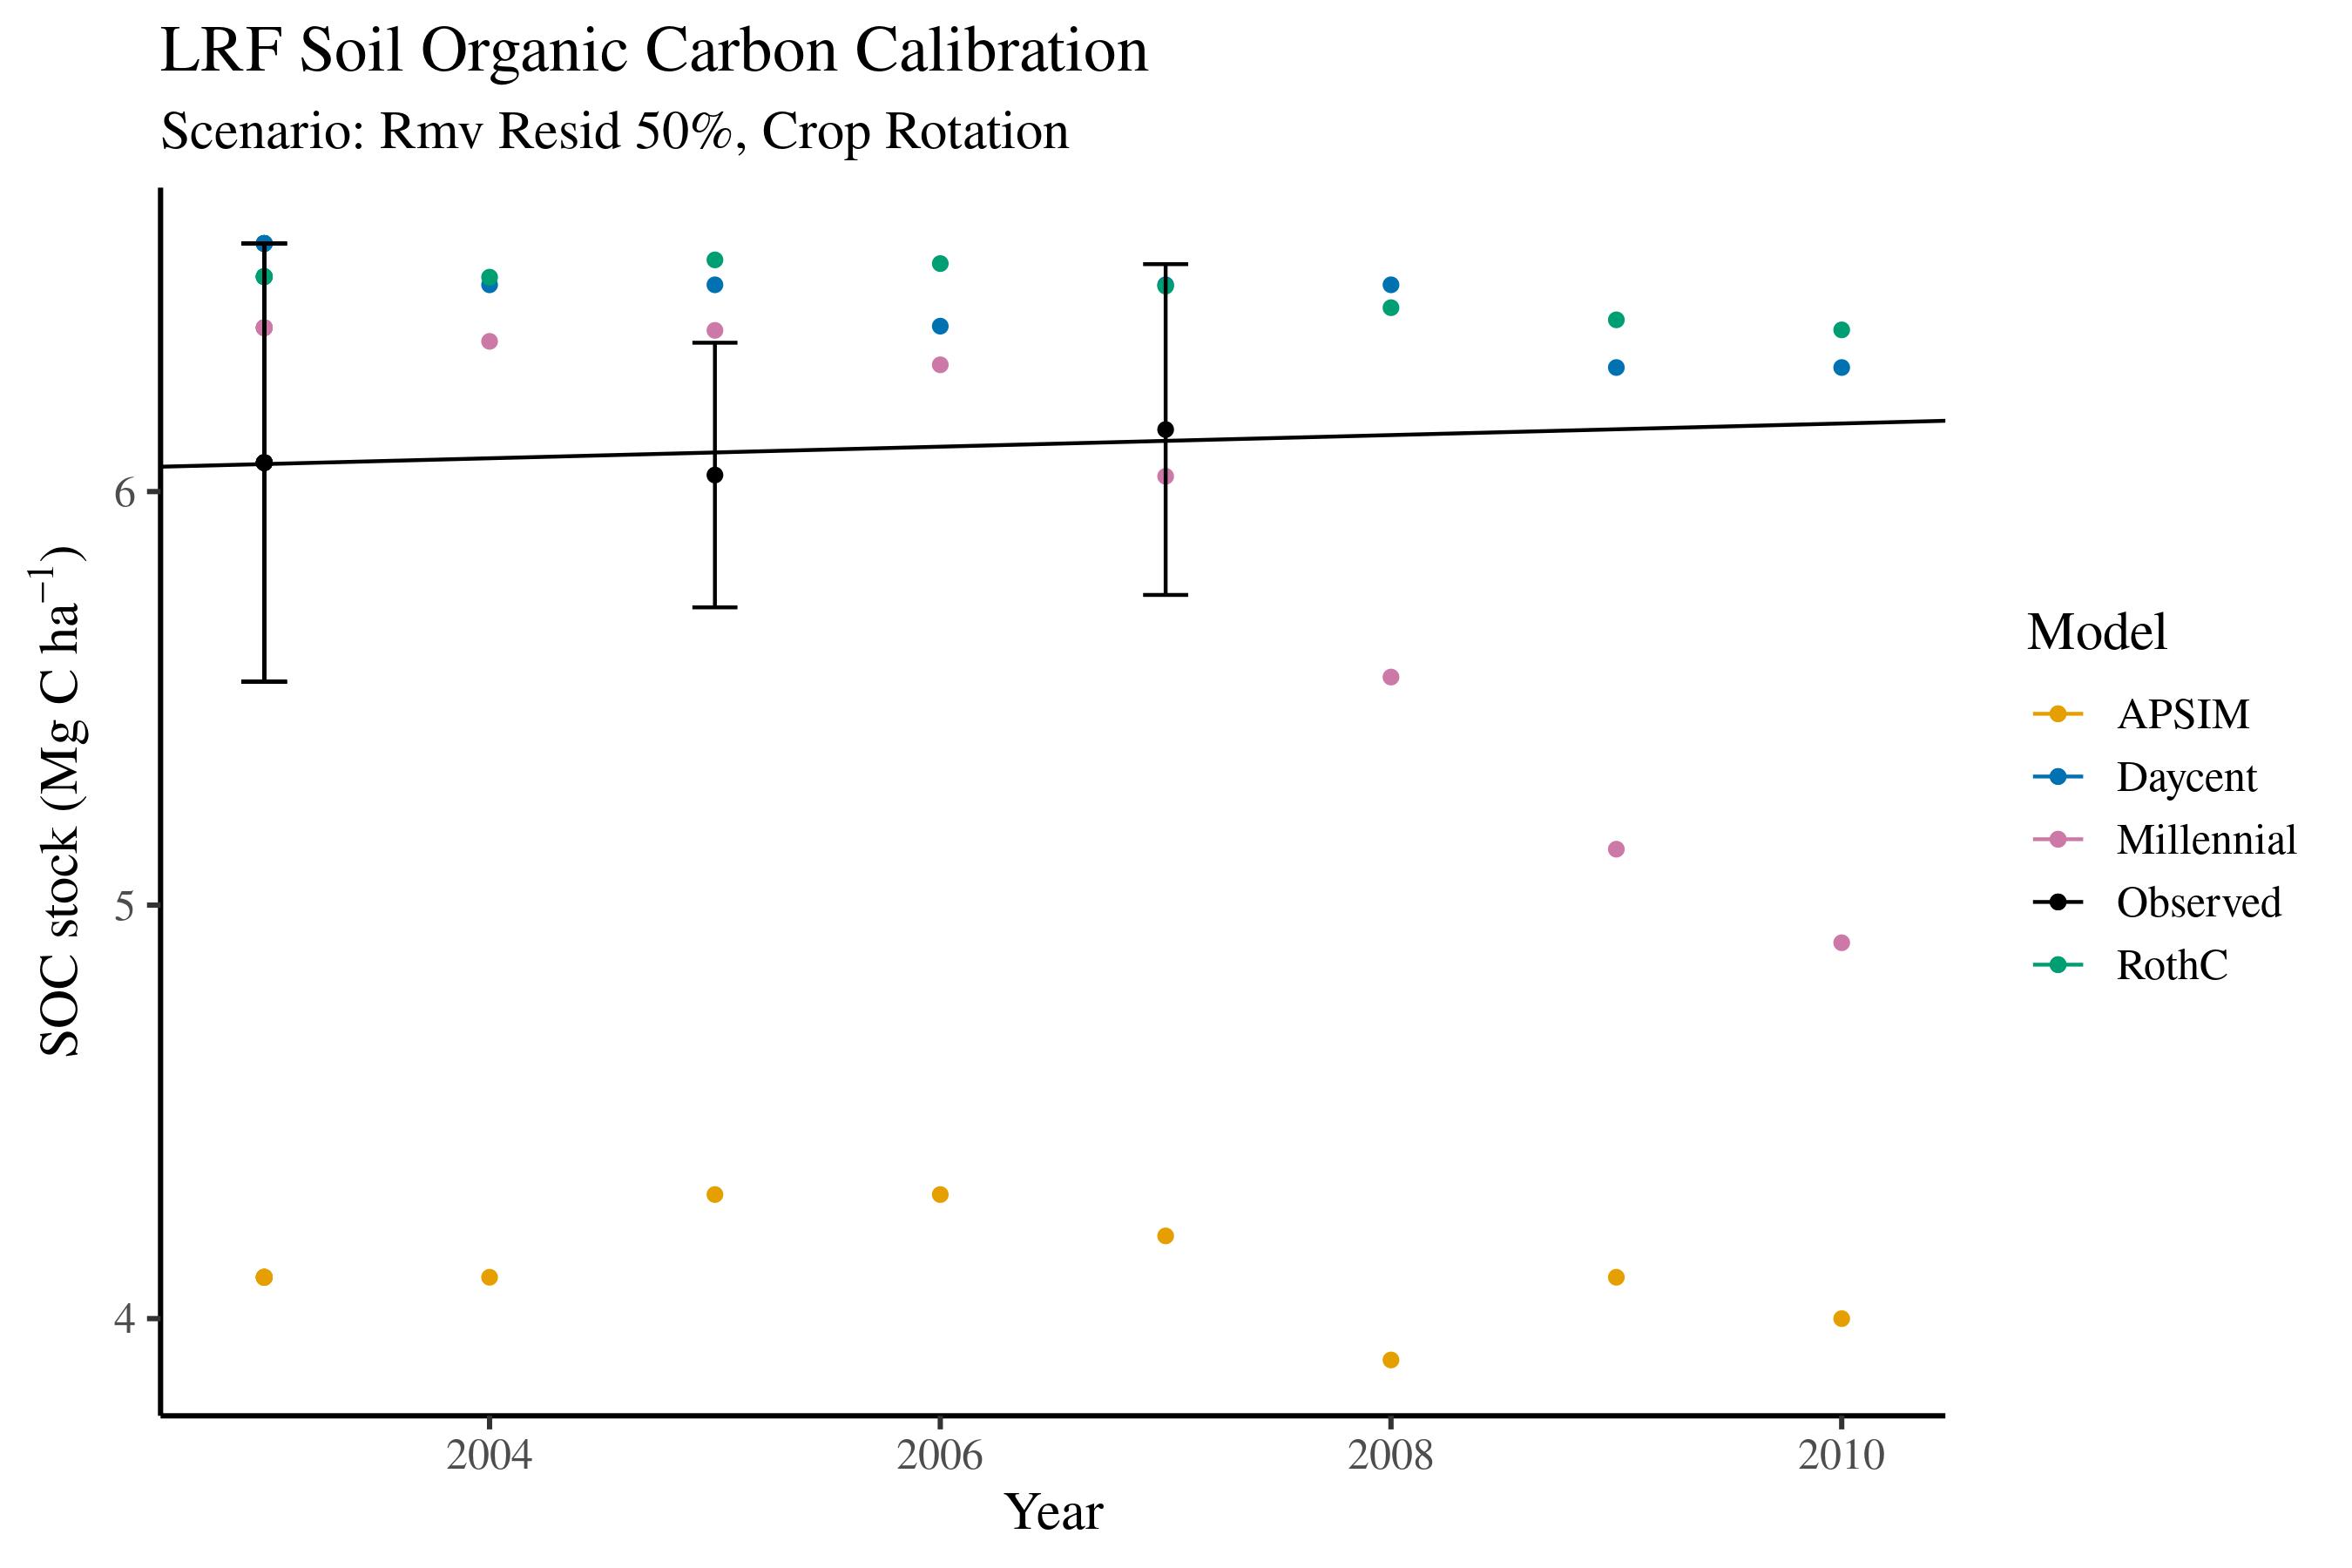 LRF Soil Organic Carbon Calibration
Scenario: Rmv Resid 50%, Crop Rotation
SOC stock (Mg C ha⁻¹)
6
5
4
2004
2006
2008
2010
Year
Model
APSIM
Daycent
Millennial
Observed
RothC